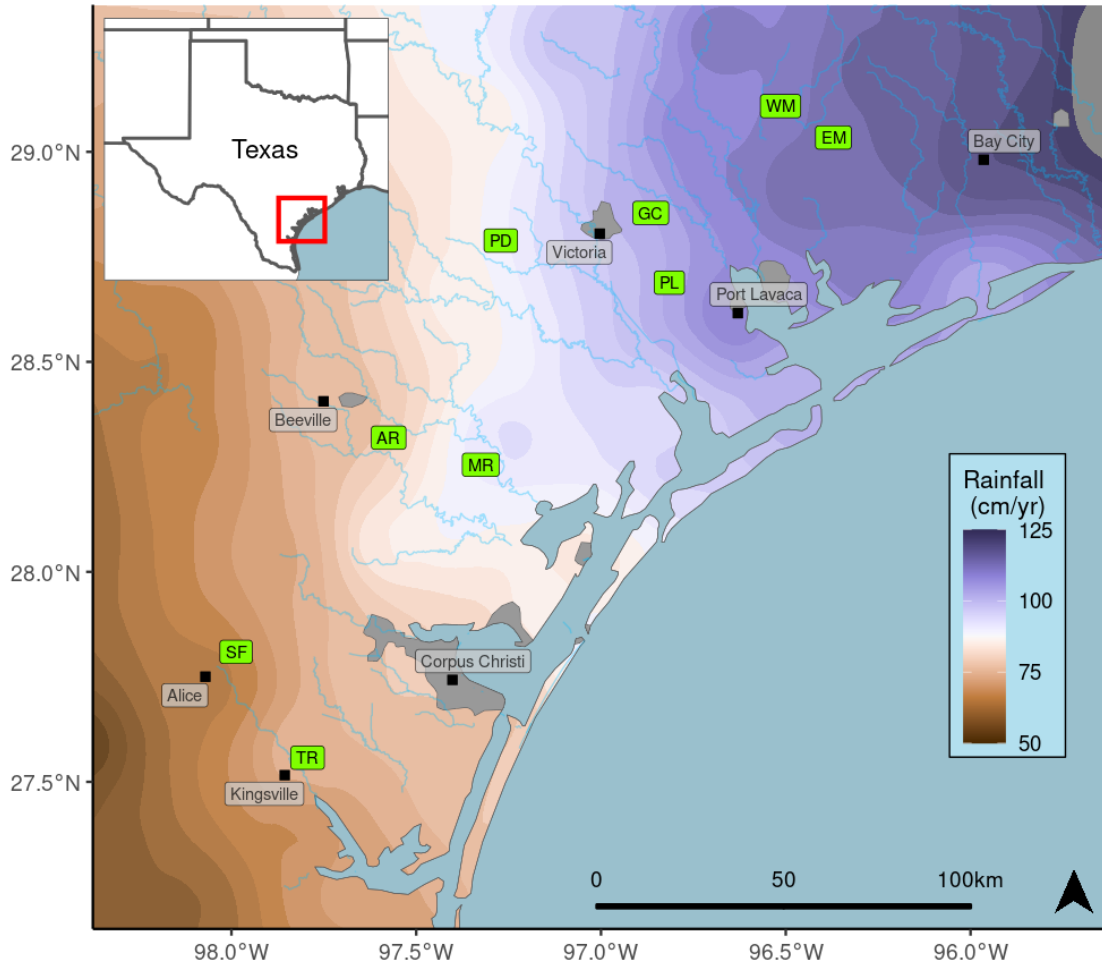 Texas
WM
EM
Bay City
29.0°N
GC
PD
Victoria
PL
Port Lavaca
28.5°N
Beeville
AR
MR
Rainfall
(cm/yr)
125
100
75
50
28.0°N
SF
Corpus Christi
Alice
TR
27.5°N
Kingsville
0 50 100km
98.0°W 97.5°W 97.0°W 96.5°W 96.0°W